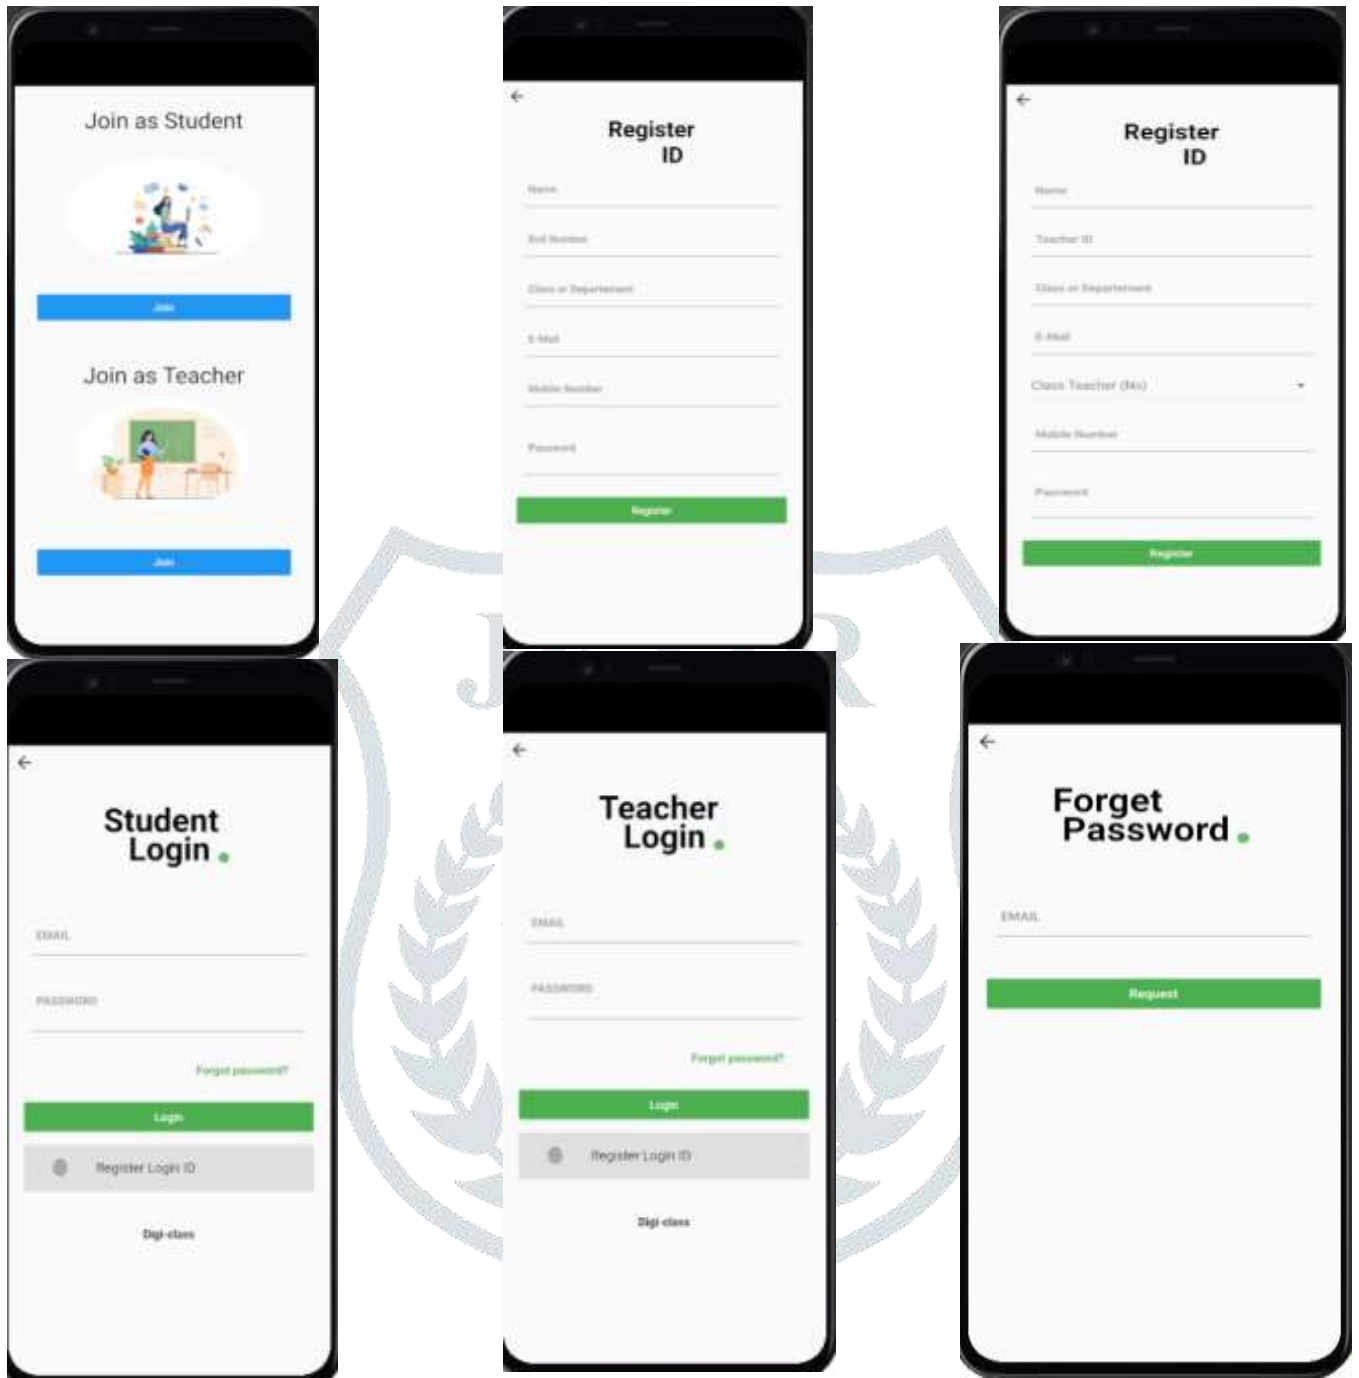 Join as Student
Join
Join as Teacher
Join
Register
ID
Name
Roll Number
Class or Departement
E-Mail
Mobile Number
Password
Register
Register
ID
Name
Teacher ID
Class or Departement
E-Mail
Class Teacher (No)
Mobile Number
Password
Register
Student
Login.
EMAIL
PASSWORD
Forgot password?
Login
Register Login ID
Digi-class
Teacher
Login.
EMAIL
PASSWORD
Forgot password?
Login
Register Login ID
Digi-class
Forget
Password.
EMAIL
Request
J
R